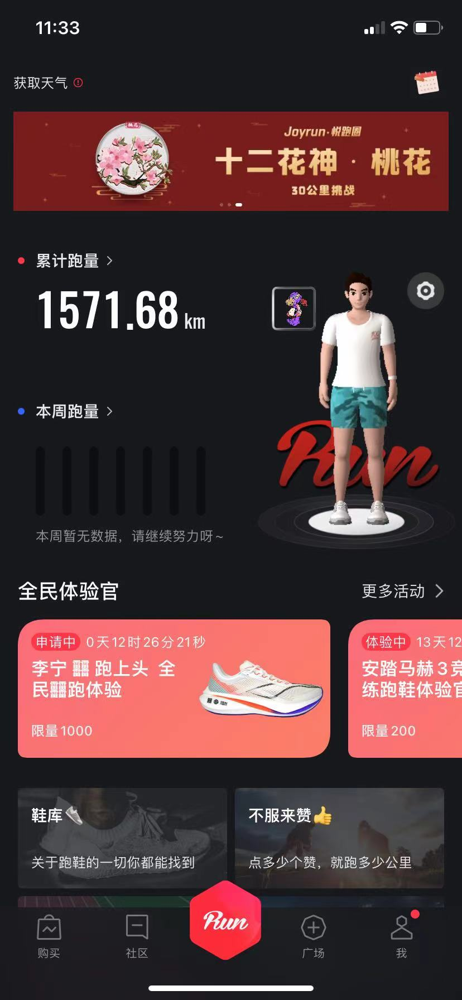 11:33
获取天气
桃花
Joyrun·悦跑圈
十二花神 · 桃花
30公里挑战
累计跑量
1571.68 km
本周跑量
Run
本周暂无数据，请继续努力呀~
全民体验官
更多活动
申请中 0天12时26分21秒
李宁 䨻 跑上头 全
民䨻跑体验
限量1000
体验中 13天12
安踏马赫3竞
练跑鞋体验官
限量200
鞋库
关于跑鞋的一切你都能找到
不服来赞👍
点多少个赞，就跑多少公里
购买
社区
Run
广场
我